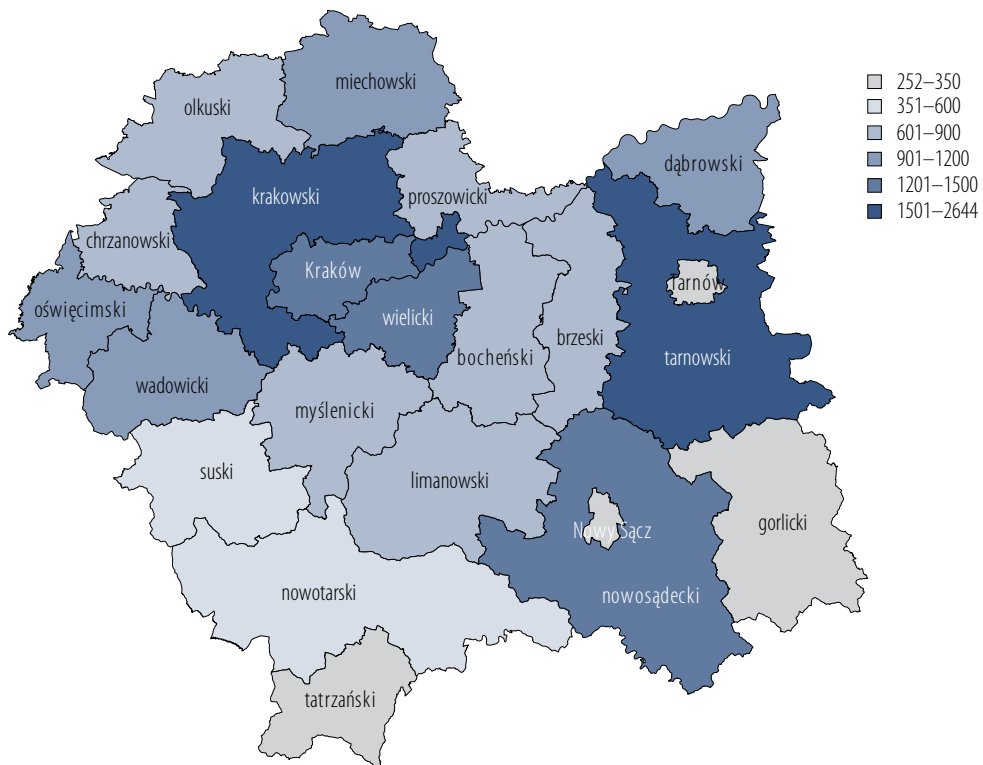 miechowski
252–350
olkuski
351–600
601–900
dąbrowski
901–1200
1201–1500
krakowski
proszowicki
1501–2644
chrzanowski
Kraków
Tarnów
oświęcimski
wielicki
brzeski
bocheński
tarnowski
wadowicki
myślenicki
suski
limanowski
gorlicki
Nowy Sącz
nowotarski
nowosądecki
tatrzański